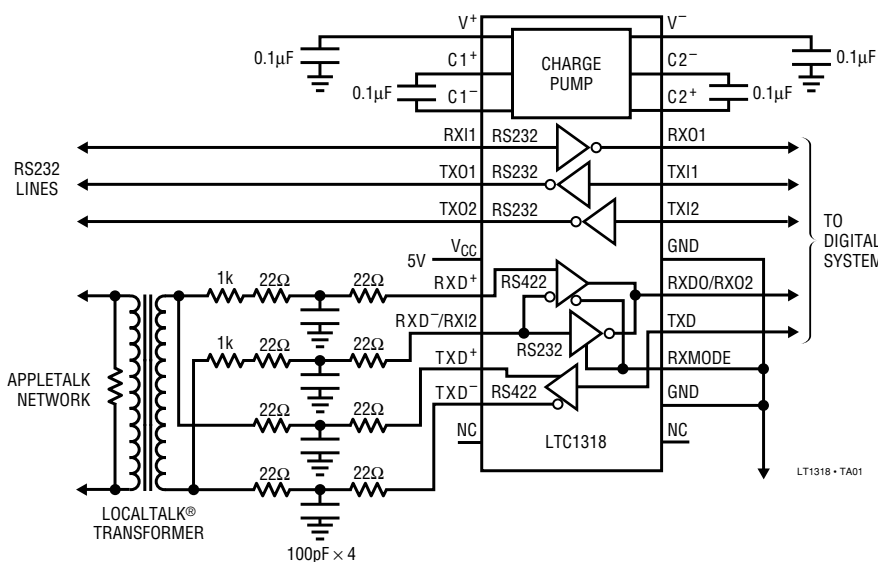 V+ V−
0.1µF C1+ CHARGE PUMP C2− 0.1µF
0.1µF C1− C2+ 0.1µF
RXI1 RS232 RXO1
RS232
LINES
TXO1 RS232 TXI1
TXO2 RS232 TXI2
TO
DIGITAL
SYSTEM
5V VCC GND
1k 22Ω 22Ω RXD+ RS422 RXDO/RXO2
RXD−/RXI2 TXD
1k 22Ω 22Ω RS232
TXD+ RXMODE
APPLETALK
NETWORK
22Ω 22Ω TXD− RS422 GND
NC LTC1318 NC
22Ω 22Ω
LT1318 • TA01
LOCALTALK®
TRANSFORMER
100pF × 4